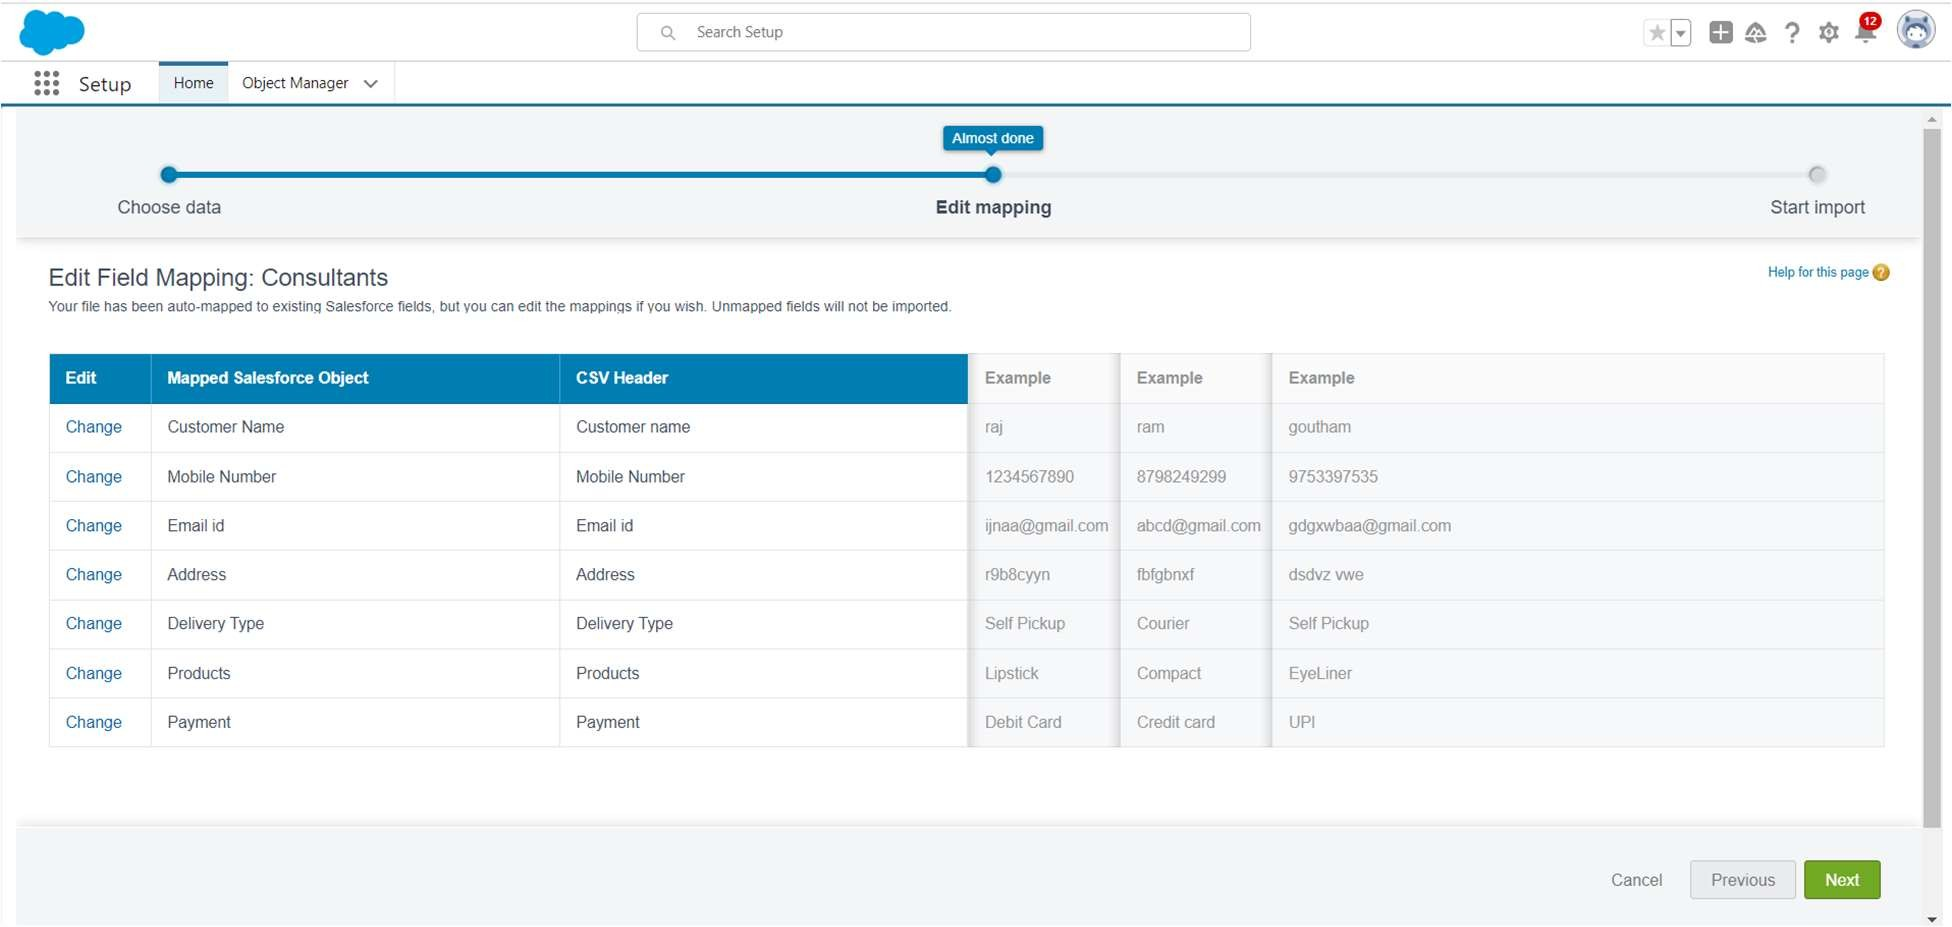 Search Setup
12
Setup Home Object Manager
Almost done
Choose data Edit mapping Start import
Edit Field Mapping: Consultants
Help for this page ?
Your file has been auto-mapped to existing Salesforce fields, but you can edit the mappings if you wish. Unmapped fields will not be imported.
Edit Mapped Salesforce Object CSV Header Example Example Example
Change Customer Name Customer name raj ram goutham
Change Mobile Number Mobile Number 1234567890 8798249299 9753397535
Change Email id Email id ijnaa@gmail.com abcd@gmail.com gdgxwbaa@gmail.com
Change Address Address r9b8cyyn fbfgbnxf dsdvz vwe
Change Delivery Type Delivery Type Self Pickup Courier Self Pickup
Change Products Products Lipstick Compact EyeLiner
Change Payment Payment Debit Card Credit card UPI
Cancel Previous Next